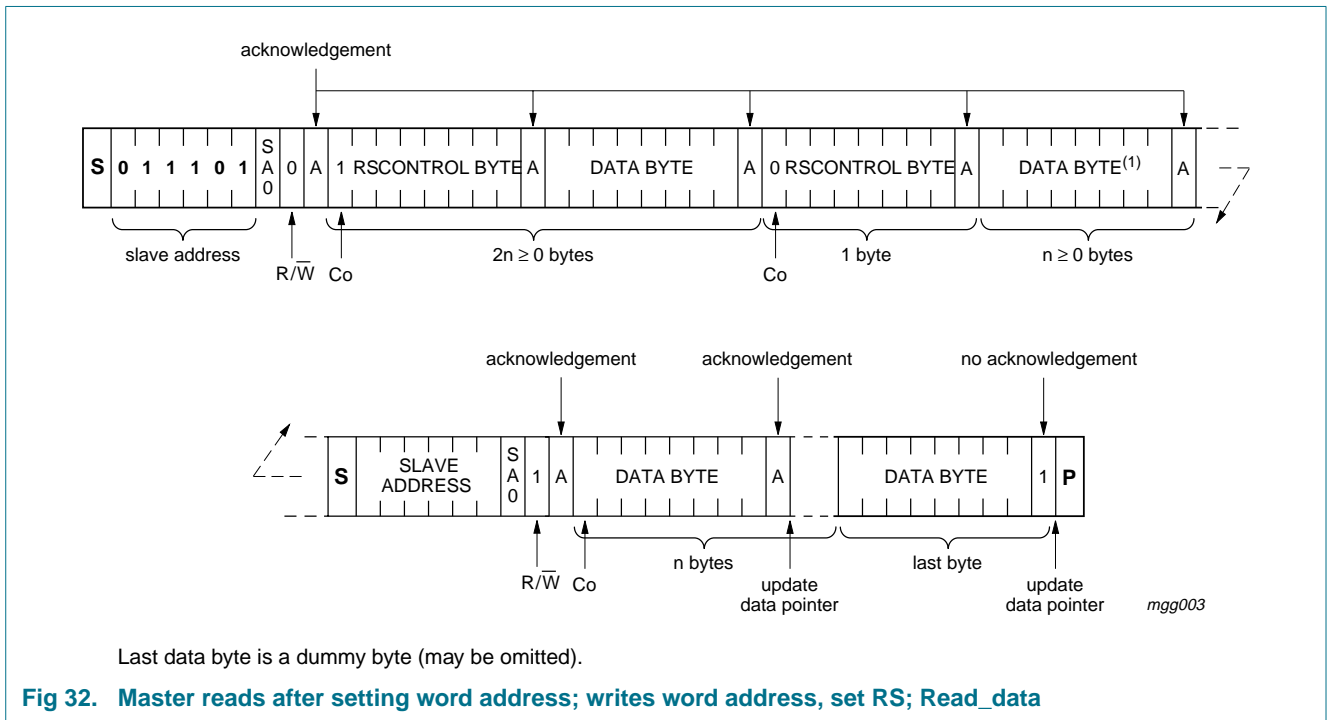 acknowledgement
S 0 1 1 1 0 1 SA0 0 A 1 RSCONTROL BYTE A DATA BYTE A 0 RSCONTROL BYTE A DATA BYTE(1) A
slave address 2n ≥ 0 bytes 1 byte n ≥ 0 bytes
R/W̅ Co Co
acknowledgement acknowledgement no acknowledgement
S SLAVE ADDRESS SA0 1 A DATA BYTE A DATA BYTE 1 P
n bytes last byte
R/W̅ Co update data pointer update data pointer mgg003
Last data byte is a dummy byte (may be omitted).
Fig 32. Master reads after setting word address; writes word address, set RS; Read_data